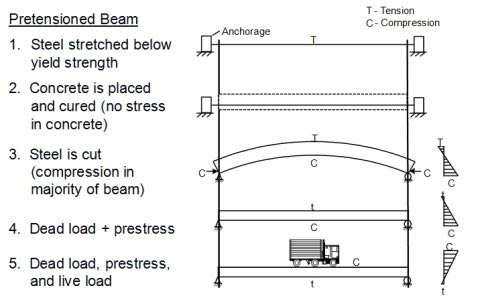 Pretensioned Beam
1. Steel stretched below
yield strength
2. Concrete is placed
and cured (no stress
in concrete)
3. Steel is cut
(compression in
majority of beam)
4. Dead load + prestress
5. Dead load, prestress,
and live load
T - Tension
C - Compression
Anchorage
T
T
C
C
C
T
C
t
C
t
C
C
C
t
t